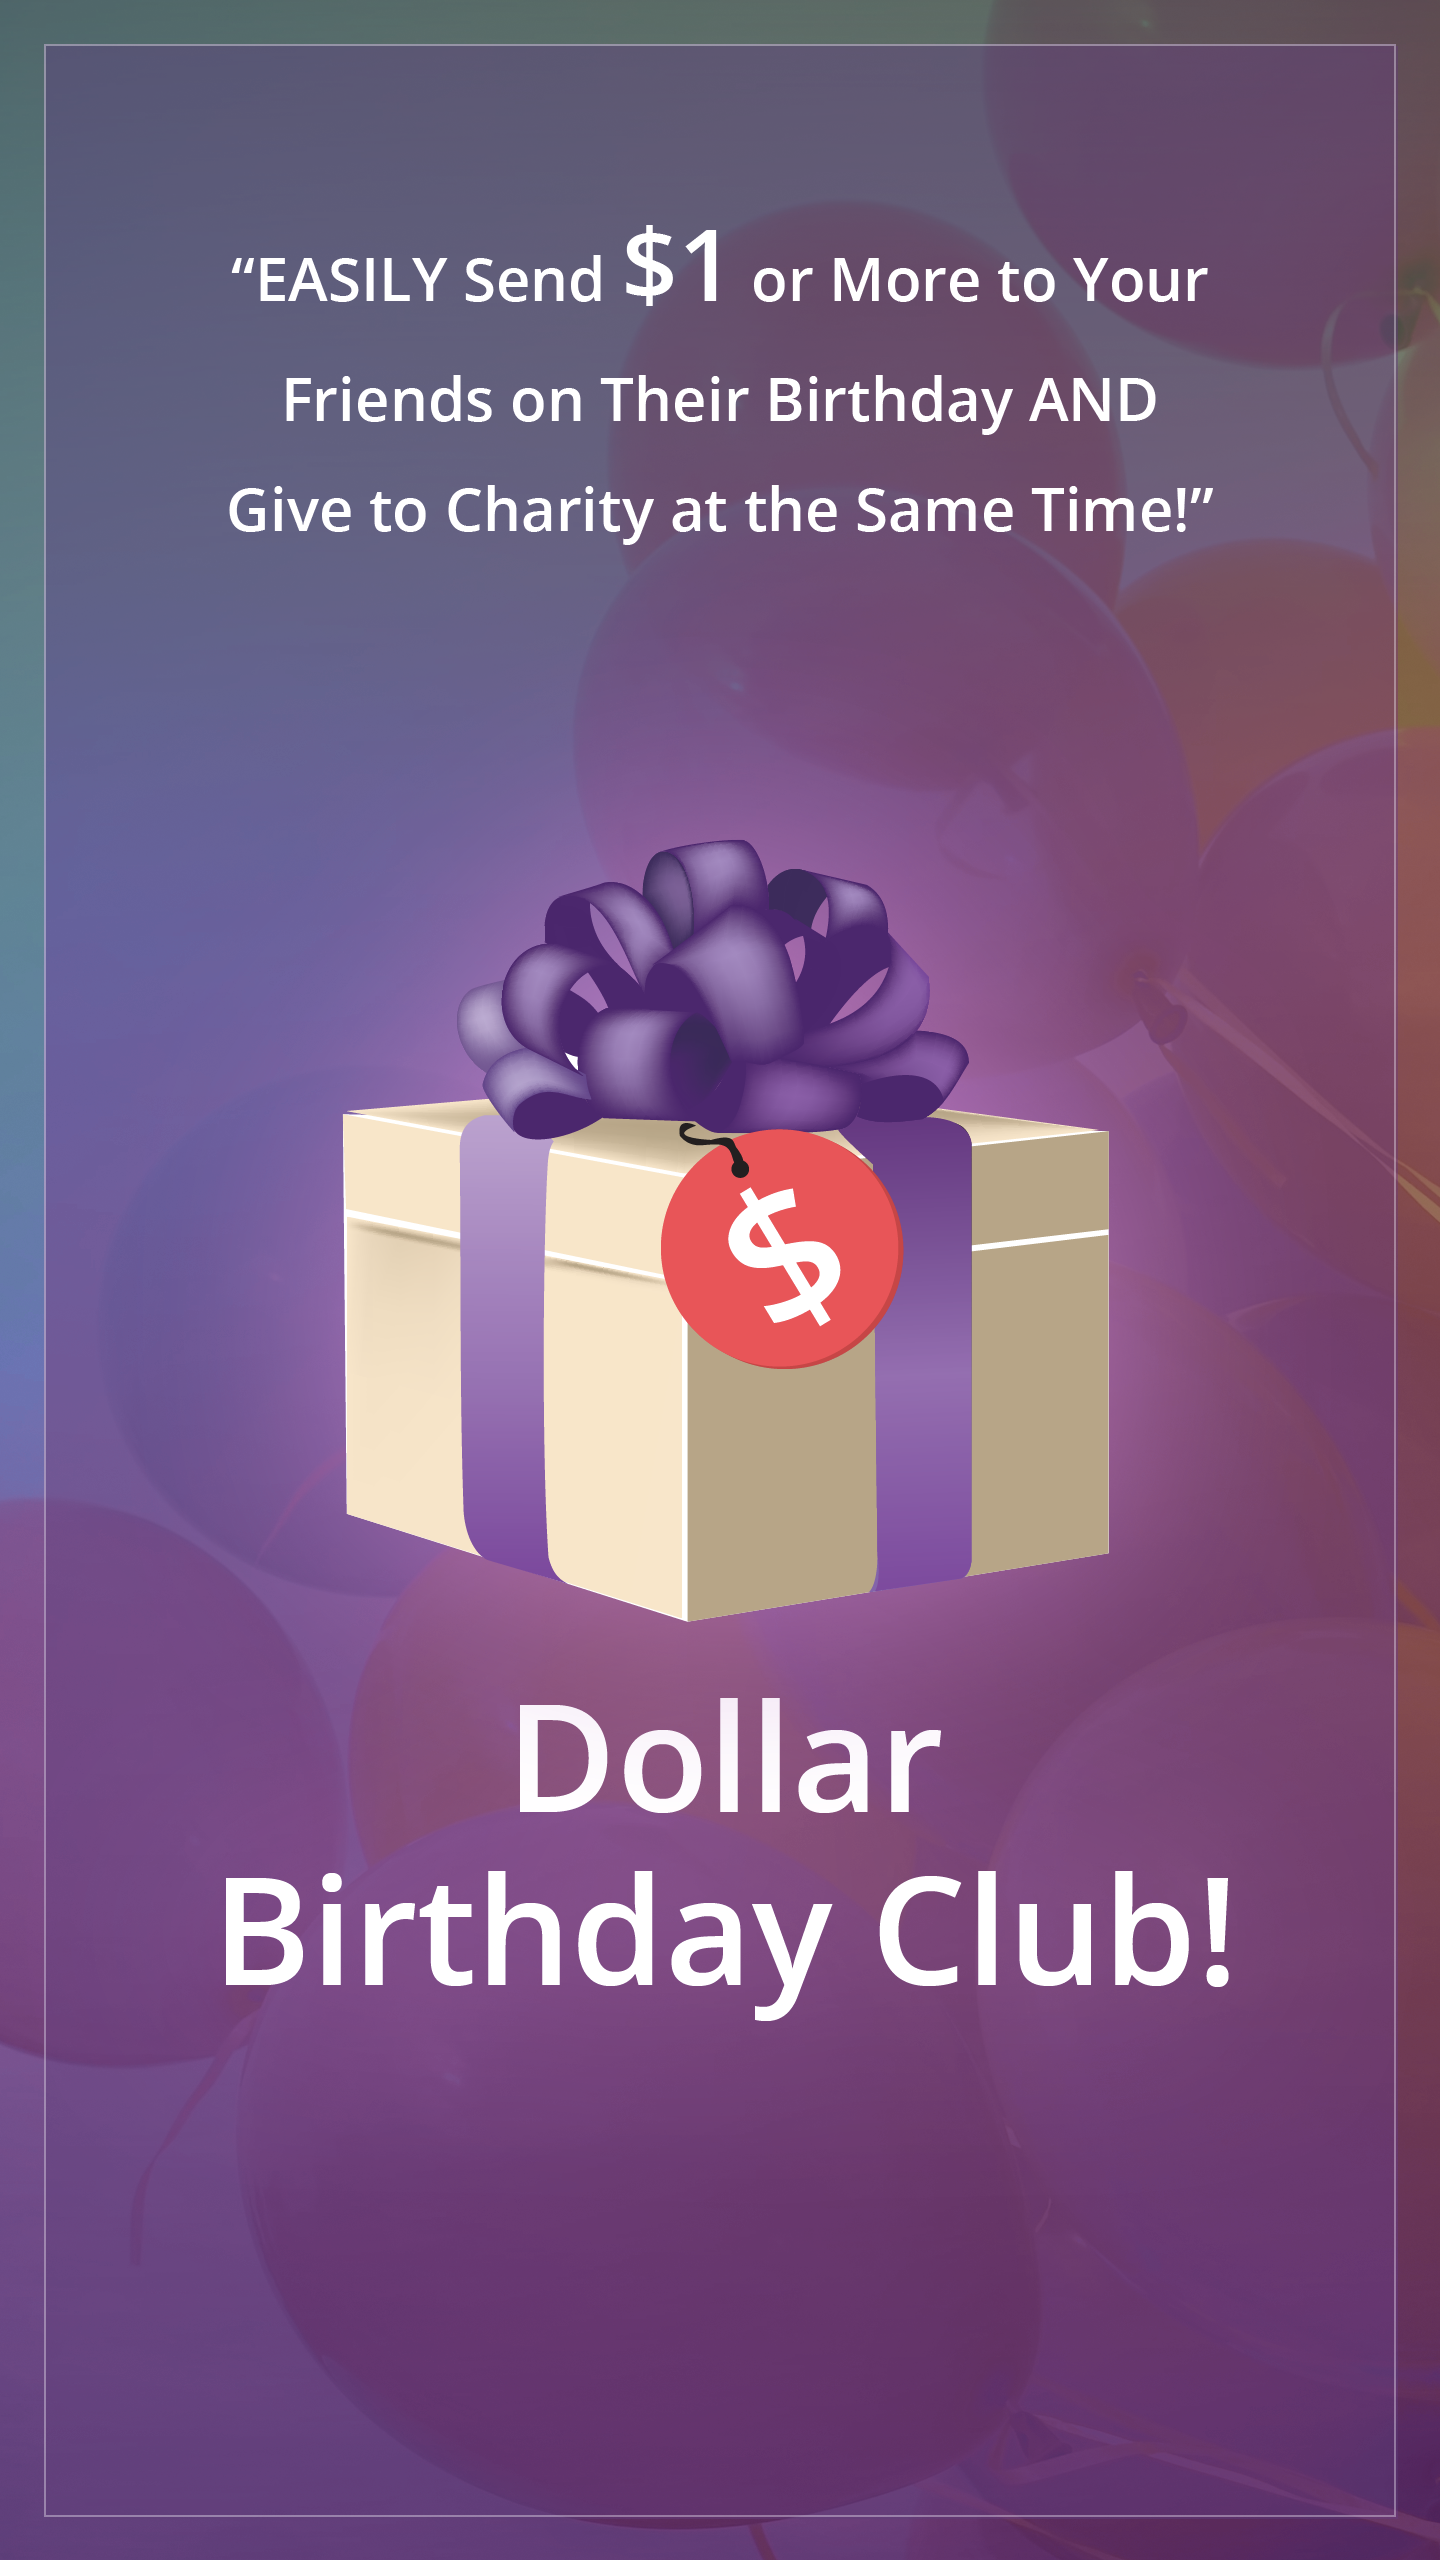 “EASILY Send $1 or More to Your
Friends on Their Birthday AND
Give to Charity at the Same Time!”
$
Dollar
Birthday Club!